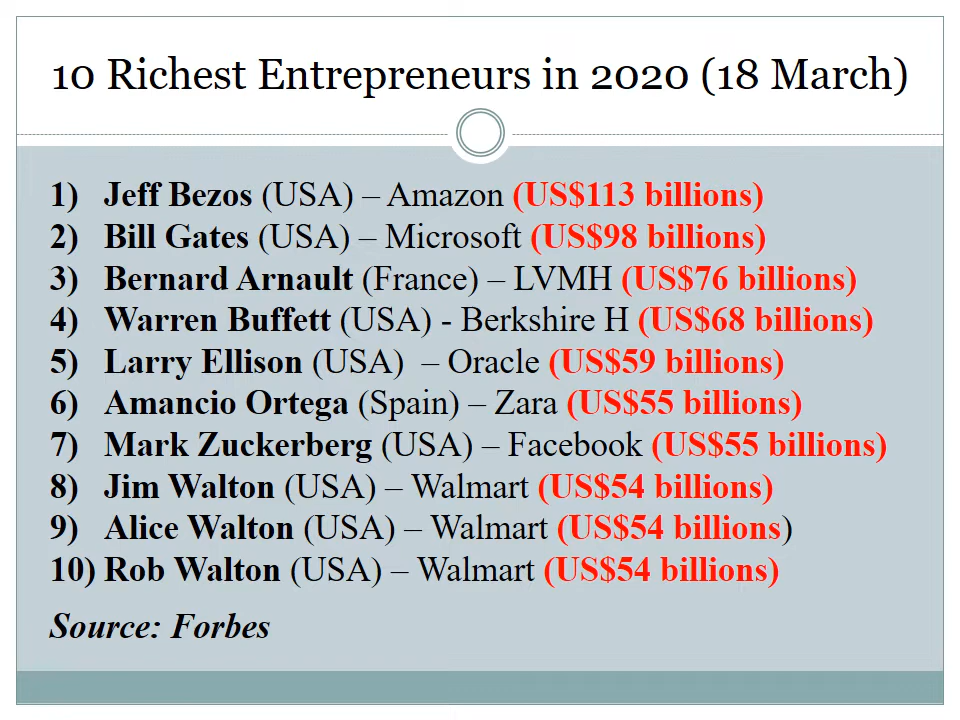 10 Richest Entrepreneurs in 2020 (18 March)
1) Jeff Bezos (USA) – Amazon (US$113 billions)
2) Bill Gates (USA) – Microsoft (US$98 billions)
3) Bernard Arnault (France) – LVMH (US$76 billions)
4) Warren Buffett (USA) - Berkshire H (US$68 billions)
5) Larry Ellison (USA) – Oracle (US$59 billions)
6) Amancio Ortega (Spain) – Zara (US$55 billions)
7) Mark Zuckerberg (USA) – Facebook (US$55 billions)
8) Jim Walton (USA) – Walmart (US$54 billions)
9) Alice Walton (USA) – Walmart (US$54 billions)
10) Rob Walton (USA) – Walmart (US$54 billions)
Source: Forbes